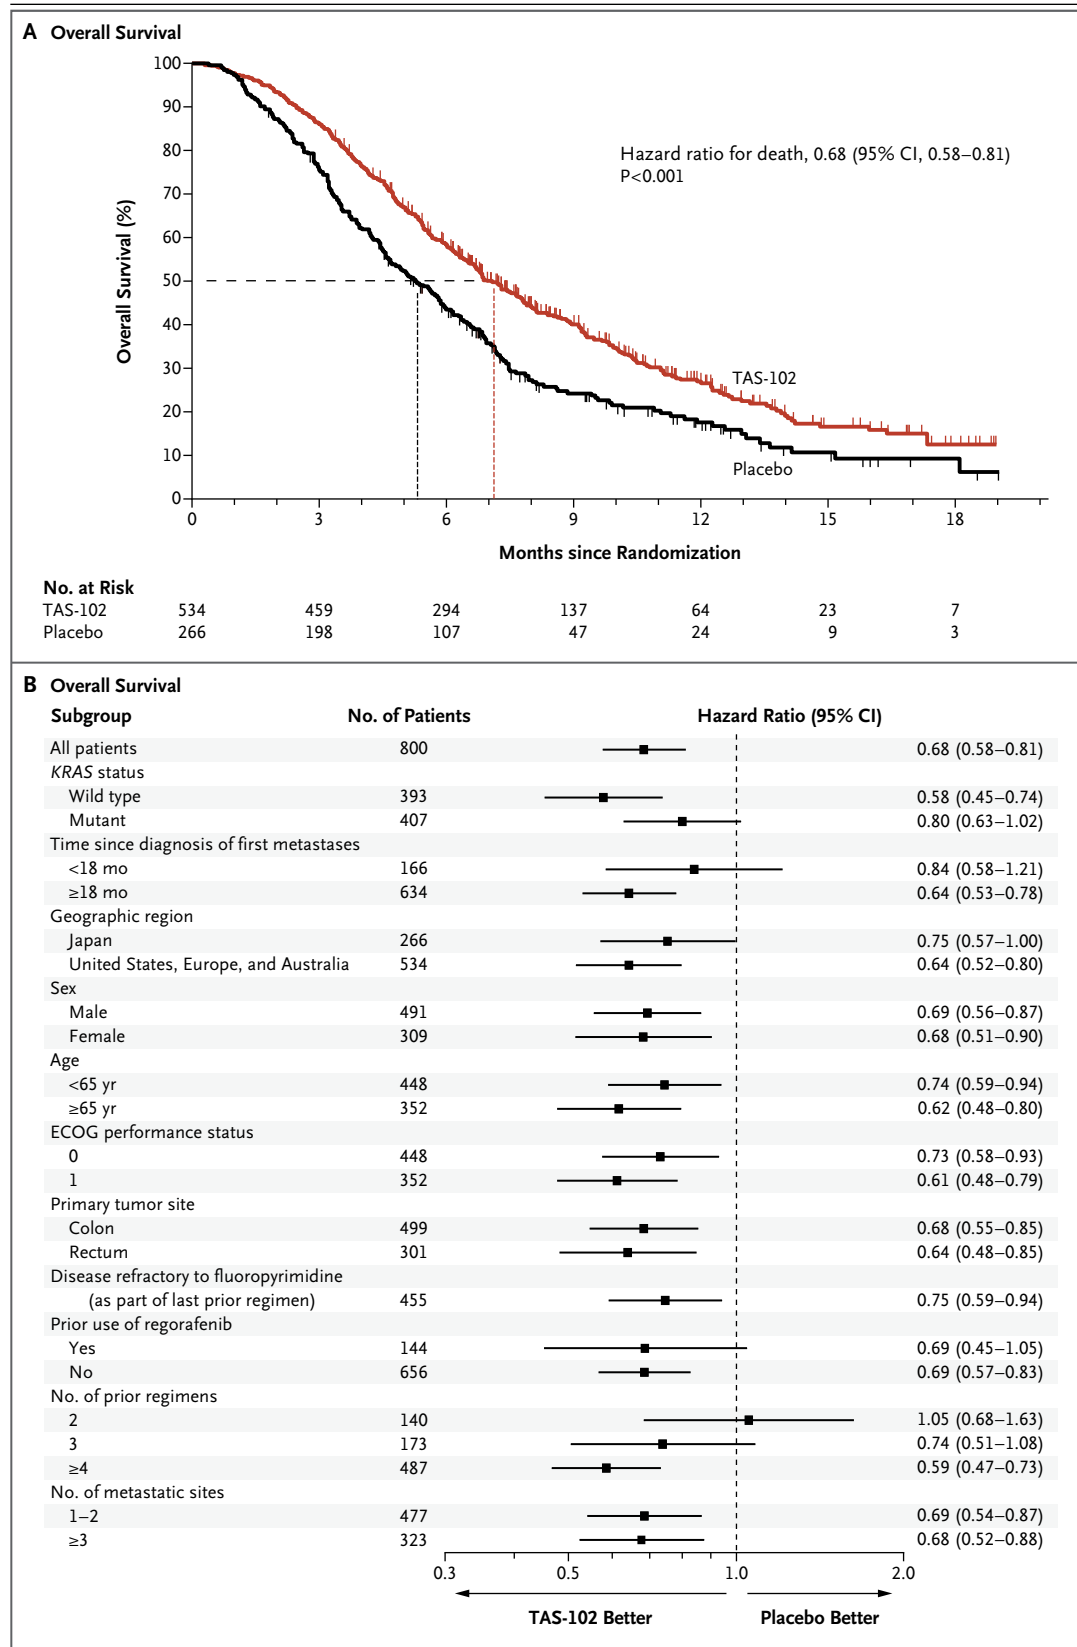 A Overall Survival
100
90
80
70
60
50
40
30
20
10
0
Overall Survival (%)
Hazard ratio for death, 0.68 (95% CI, 0.58–0.81)
P<0.001
TAS-102
Placebo
0 3 6 9 12 15 18
Months since Randomization
No. at Risk
TAS-102 534 459 294 137 64 23 7
Placebo 266 198 107 47 24 9 3
B Overall Survival
Subgroup No. of Patients Hazard Ratio (95% CI)
All patients 800 0.68 (0.58–0.81)
KRAS status
Wild type 393 0.58 (0.45–0.74)
Mutant 407 0.80 (0.63–1.02)
Time since diagnosis of first metastases
<18 mo 166 0.84 (0.58–1.21)
≥18 mo 634 0.64 (0.53–0.78)
Geographic region
Japan 266 0.75 (0.57–1.00)
United States, Europe, and Australia 534 0.64 (0.52–0.80)
Sex
Male 491 0.69 (0.56–0.87)
Female 309 0.68 (0.51–0.90)
Age
<65 yr 448 0.74 (0.59–0.94)
≥65 yr 352 0.62 (0.48–0.80)
ECOG performance status
0 448 0.73 (0.58–0.93)
1 352 0.61 (0.48–0.79)
Primary tumor site
Colon 499 0.68 (0.55–0.85)
Rectum 301 0.64 (0.48–0.85)
Disease refractory to fluoropyrimidine
(as part of last prior regimen) 455 0.75 (0.59–0.94)
Prior use of regorafenib
Yes 144 0.69 (0.45–1.05)
No 656 0.69 (0.57–0.83)
No. of prior regimens
2 140 1.05 (0.68–1.63)
3 173 0.74 (0.51–1.08)
≥4 487 0.59 (0.47–0.73)
No. of metastatic sites
1–2 477 0.69 (0.54–0.87)
≥3 323 0.68 (0.52–0.88)
0.3 0.5 1.0 2.0
TAS-102 Better Placebo Better